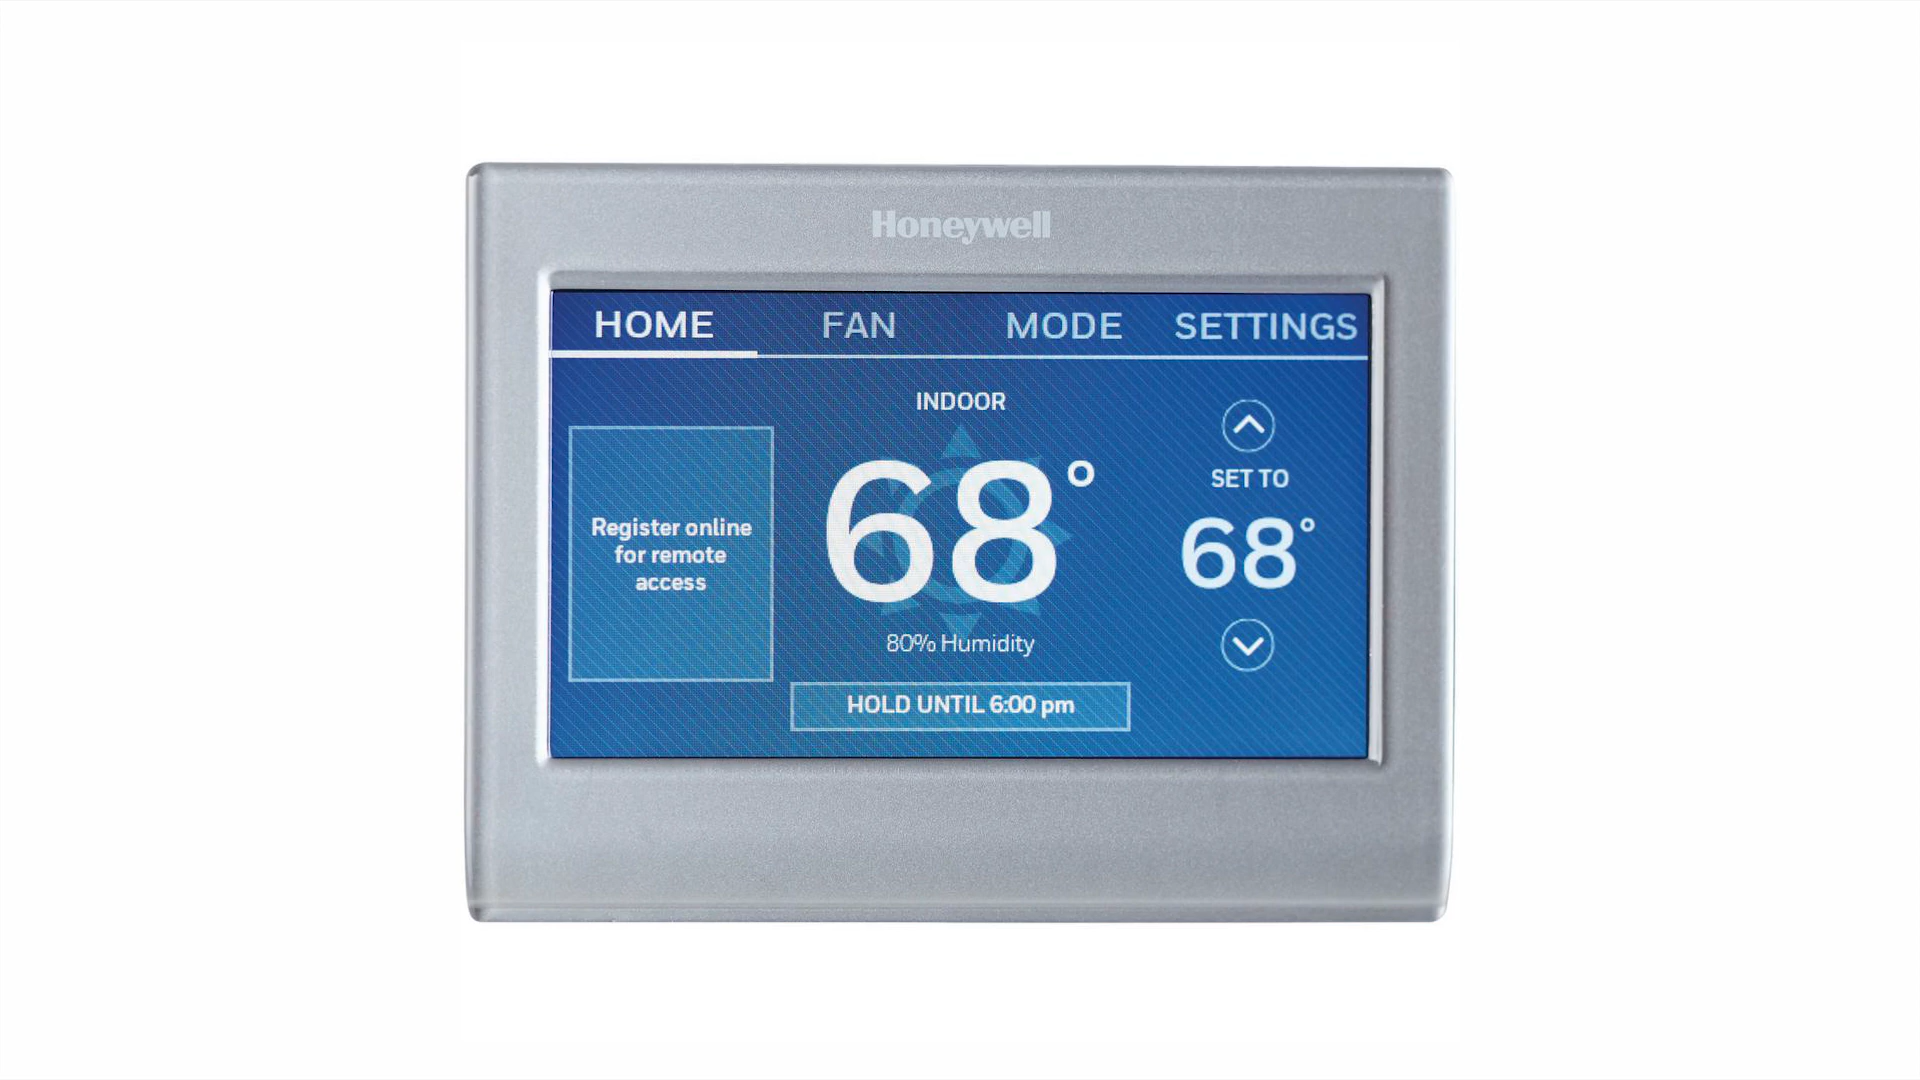 Honeywell
HOME FAN MODE SETTINGS
INDOOR
68°
80% Humidity
HOLD UNTIL 6:00 pm
Register online
for remote
access
SET TO
68°